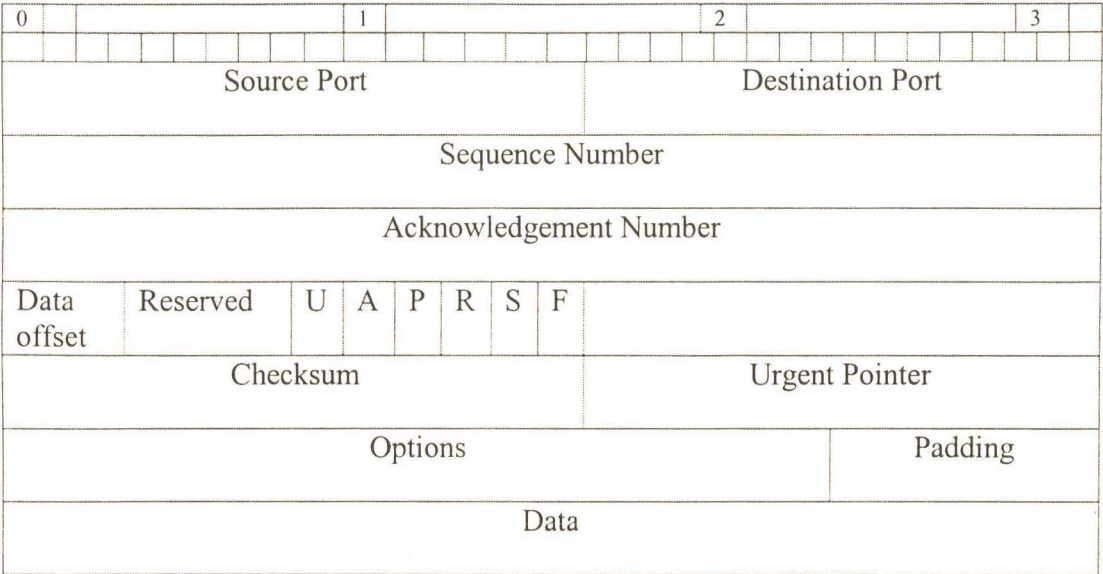 0 1 2 3
Source Port Destination Port
Sequence Number
Acknowledgement Number
Data offset Reserved U A P R S F
Checksum Urgent Pointer
Options Padding
Data